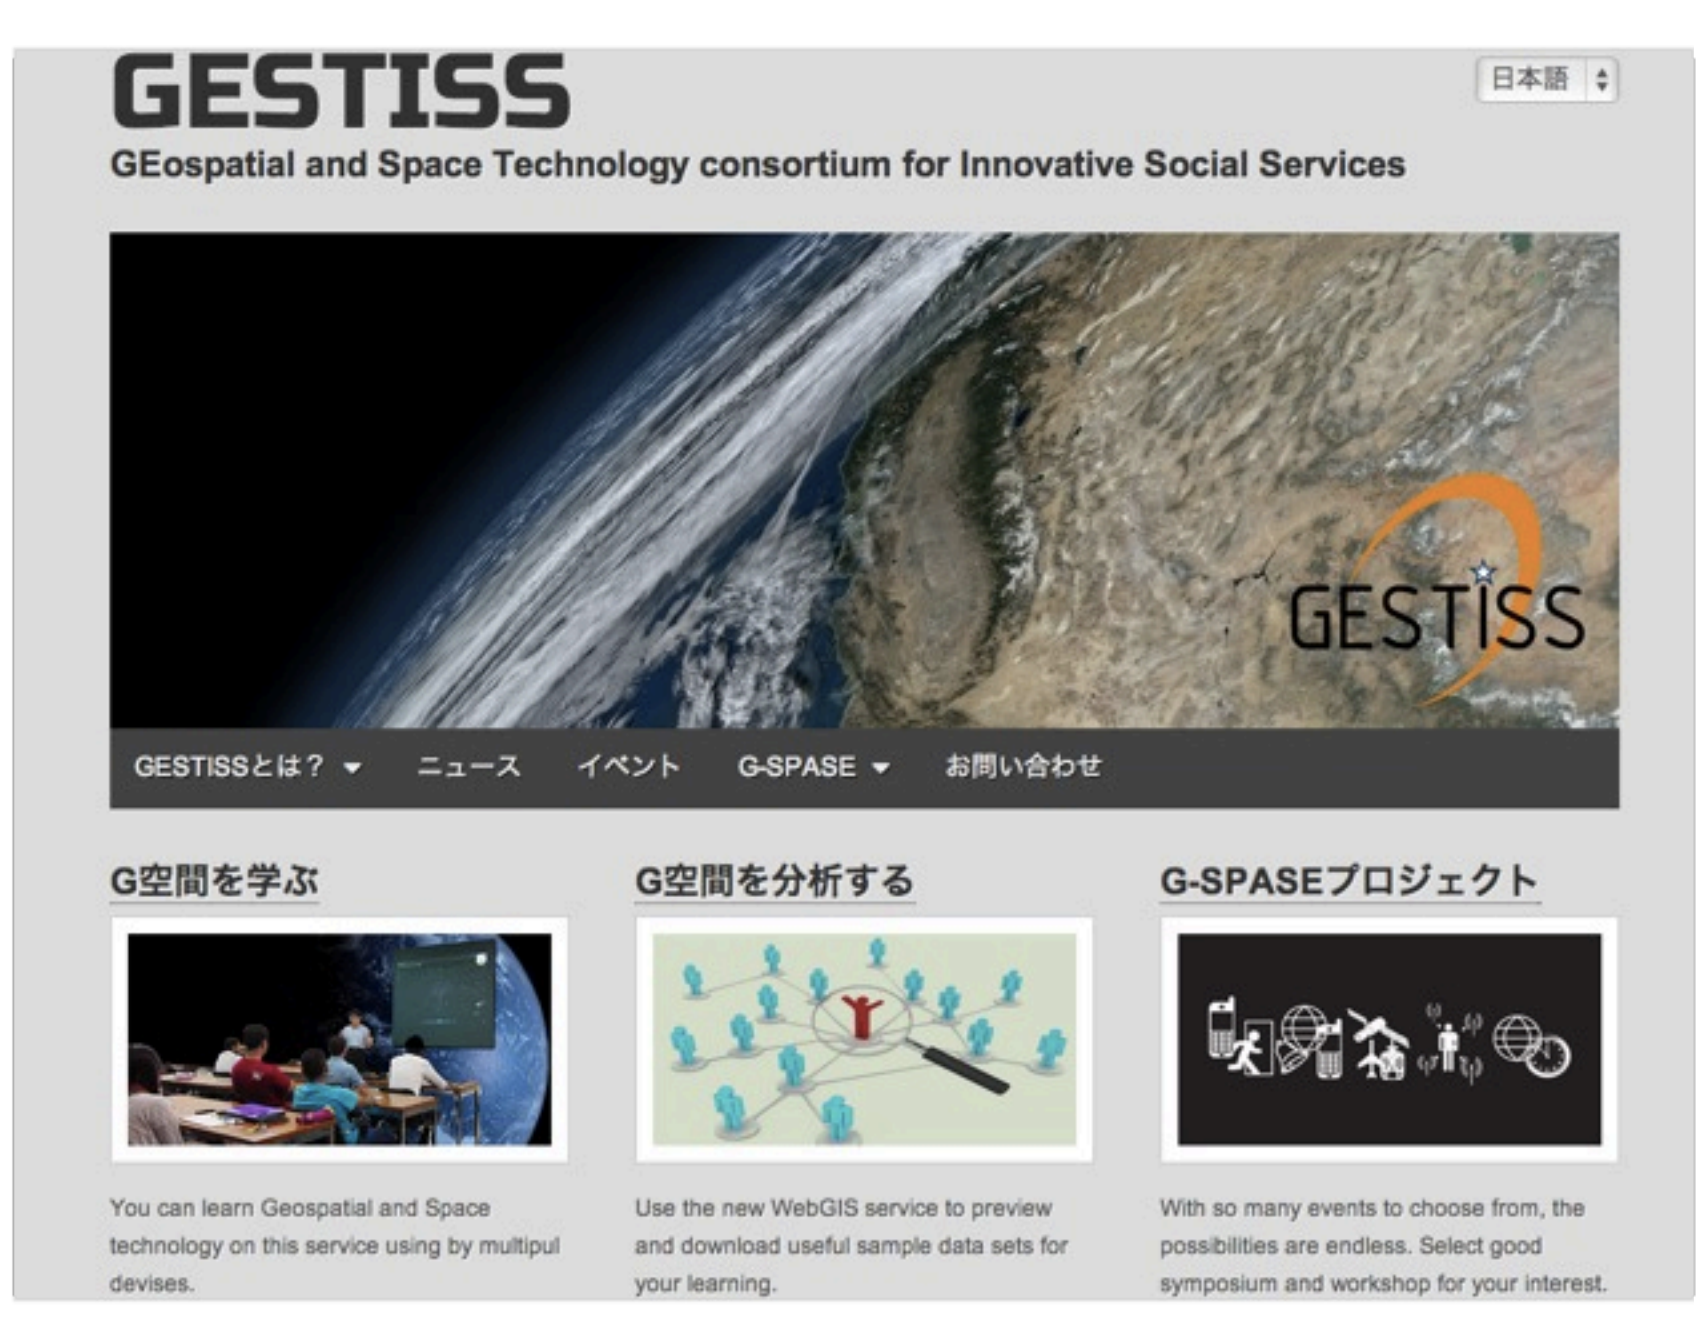 GESTISS
日本語
GEospatial and Space Technology consortium for Innovative Social Services
GESTISS
GESTISSとは？
ニュース
イベント
G-SPASE
お問い合わせ
G空間を学ぶ
You can learn Geospatial and Space
technology on this service using by multipul
devises.
G空間を分析する
Use the new WebGIS service to preview
and download useful sample data sets for
your learning.
G-SPASEプロジェクト
With so many events to choose from, the
possibilities are endless. Select good
symposium and workshop for your interest.